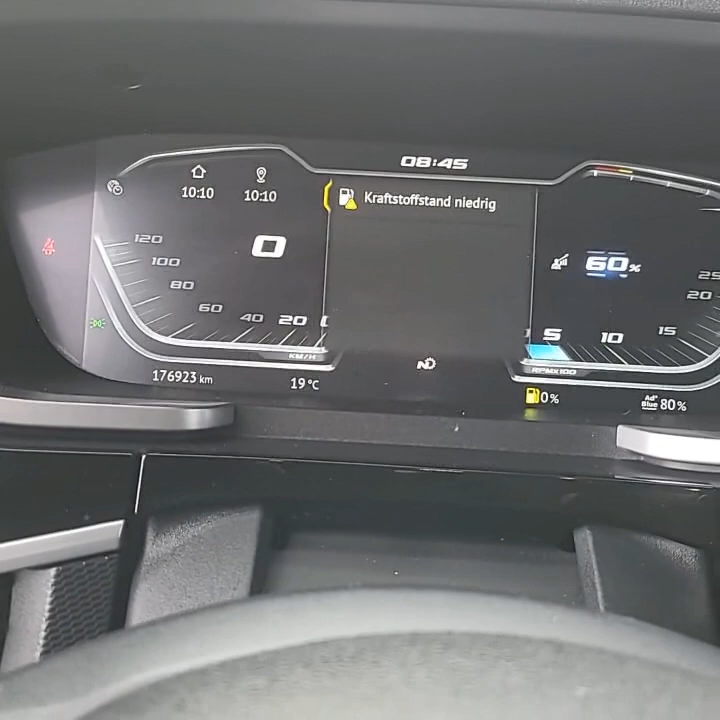 08:45
10:10 10:10
Kraftstoffstand niedrig
0
60%
120
100
80
60
40
20
KM/H
5
10
15
20
25
RPMx100
176923 km
19 °C
ND
0%
Ad°
Blue
80%